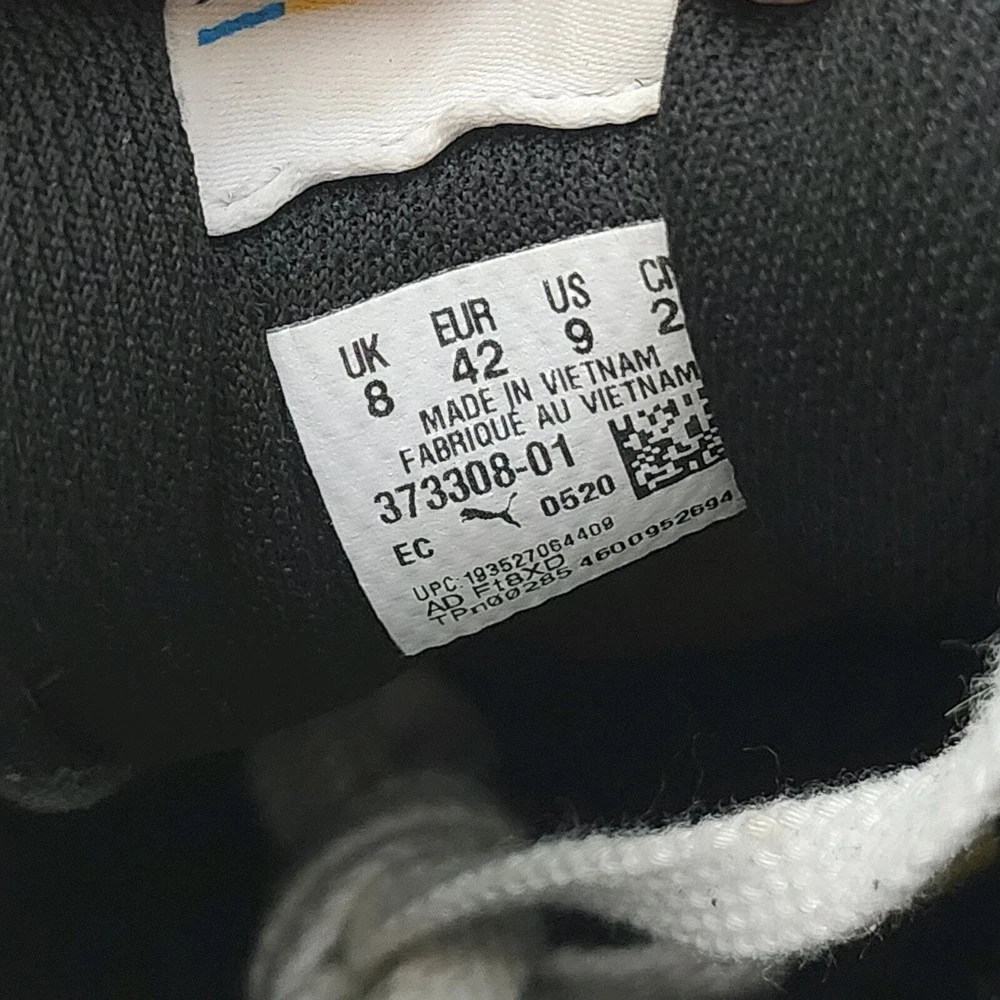 UK EUR US
8 42 9 2
MADE IN VIETNAM
FABRIQUE AU VIETNAM
373308-01
EC 0520
UPC:193527064409
AD Ft8XD
TPn00285 4600952694